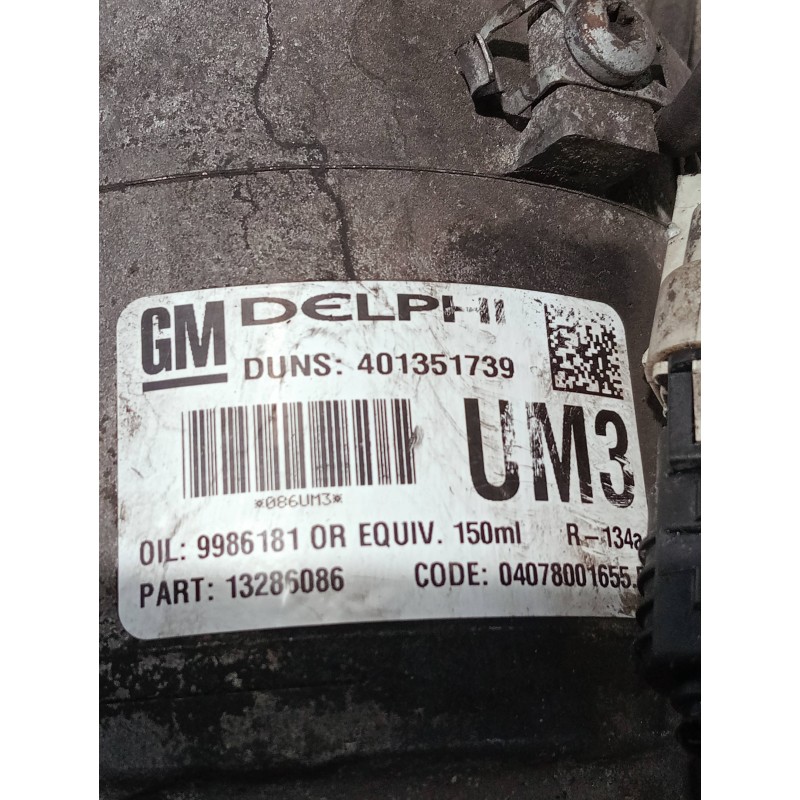 GM DELPHI
DUNS: 401351739
UM3
*086UM3*
OIL: 9986181 OR EQUIV. 150ml R-134a
PART: 13286086 CODE: 04078001655.